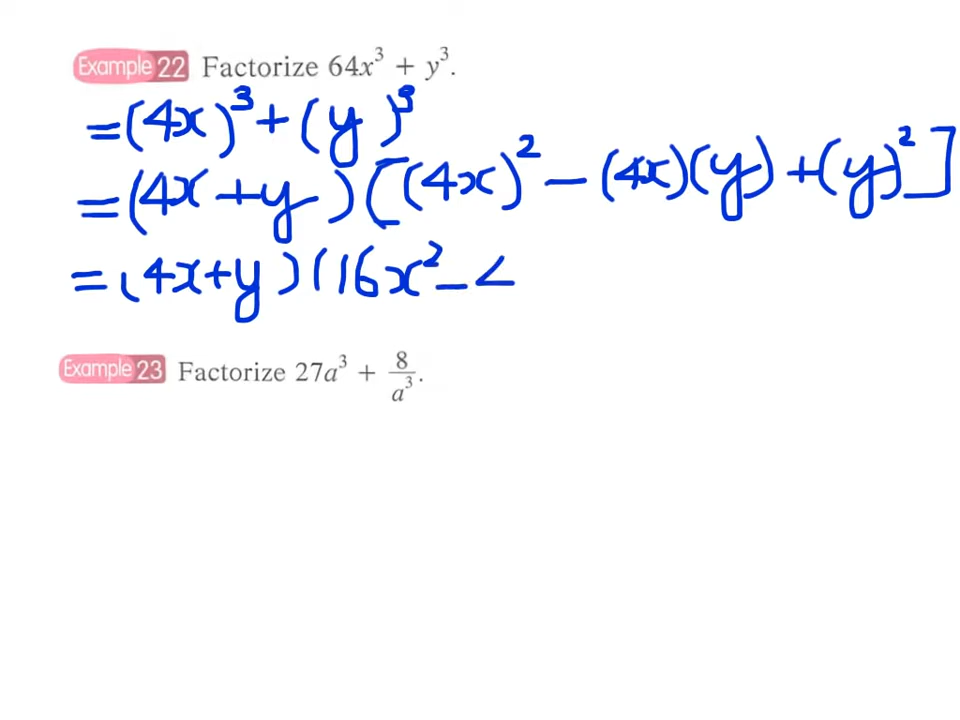 Example 22 Factorize 64x³ + y³.
=(4x)³+(y)³
=(4x+y)[(4x)²-(4x)(y)+(y)²]
=(4x+y)(16x²-4
Example 23 Factorize 27a³ + 8/a³.